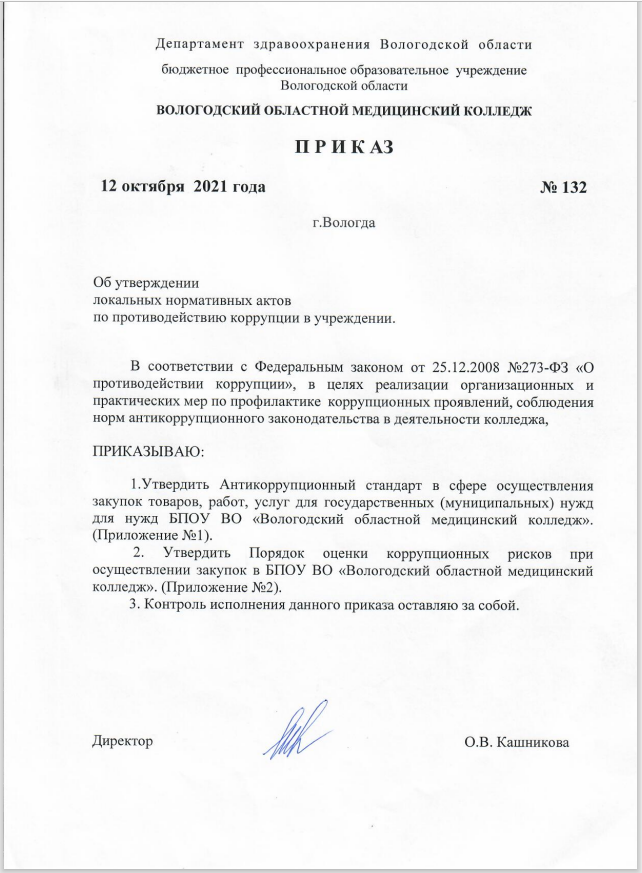 Департамент здравоохранения Вологодской области
бюджетное профессиональное образовательное учреждение
Вологодской области
ВОЛОГОДСКИЙ ОБЛАСТНОЙ МЕДИЦИНСКИЙ КОЛЛЕДЖ
П Р И К АЗ
12 октября 2021 года № 132
г.Вологда
Об утверждении
локальных нормативных актов
по противодействию коррупции в учреждении.
В соответствии с Федеральным законом от 25.12.2008 №273-ФЗ «О
противодействии коррупции», в целях реализации организационных и
практических мер по профилактике коррупционных проявлений, соблюдения
норм антикоррупционного законодательства в деятельности колледжа,
ПРИКАЗЫВАЮ:
1.Утвердить Антикоррупционный стандарт в сфере осуществления
закупок товаров, работ, услуг для государственных (муниципальных) нужд
для нужд БПОУ ВО «Вологодский областной медицинский колледж».
(Приложение №1).
2. Утвердить Порядок оценки коррупционных рисков при
осуществлении закупок в БПОУ ВО «Вологодский областной медицинский
колледж». (Приложение №2).
3. Контроль исполнения данного приказа оставляю за собой.
Директор О.В. Кашникова